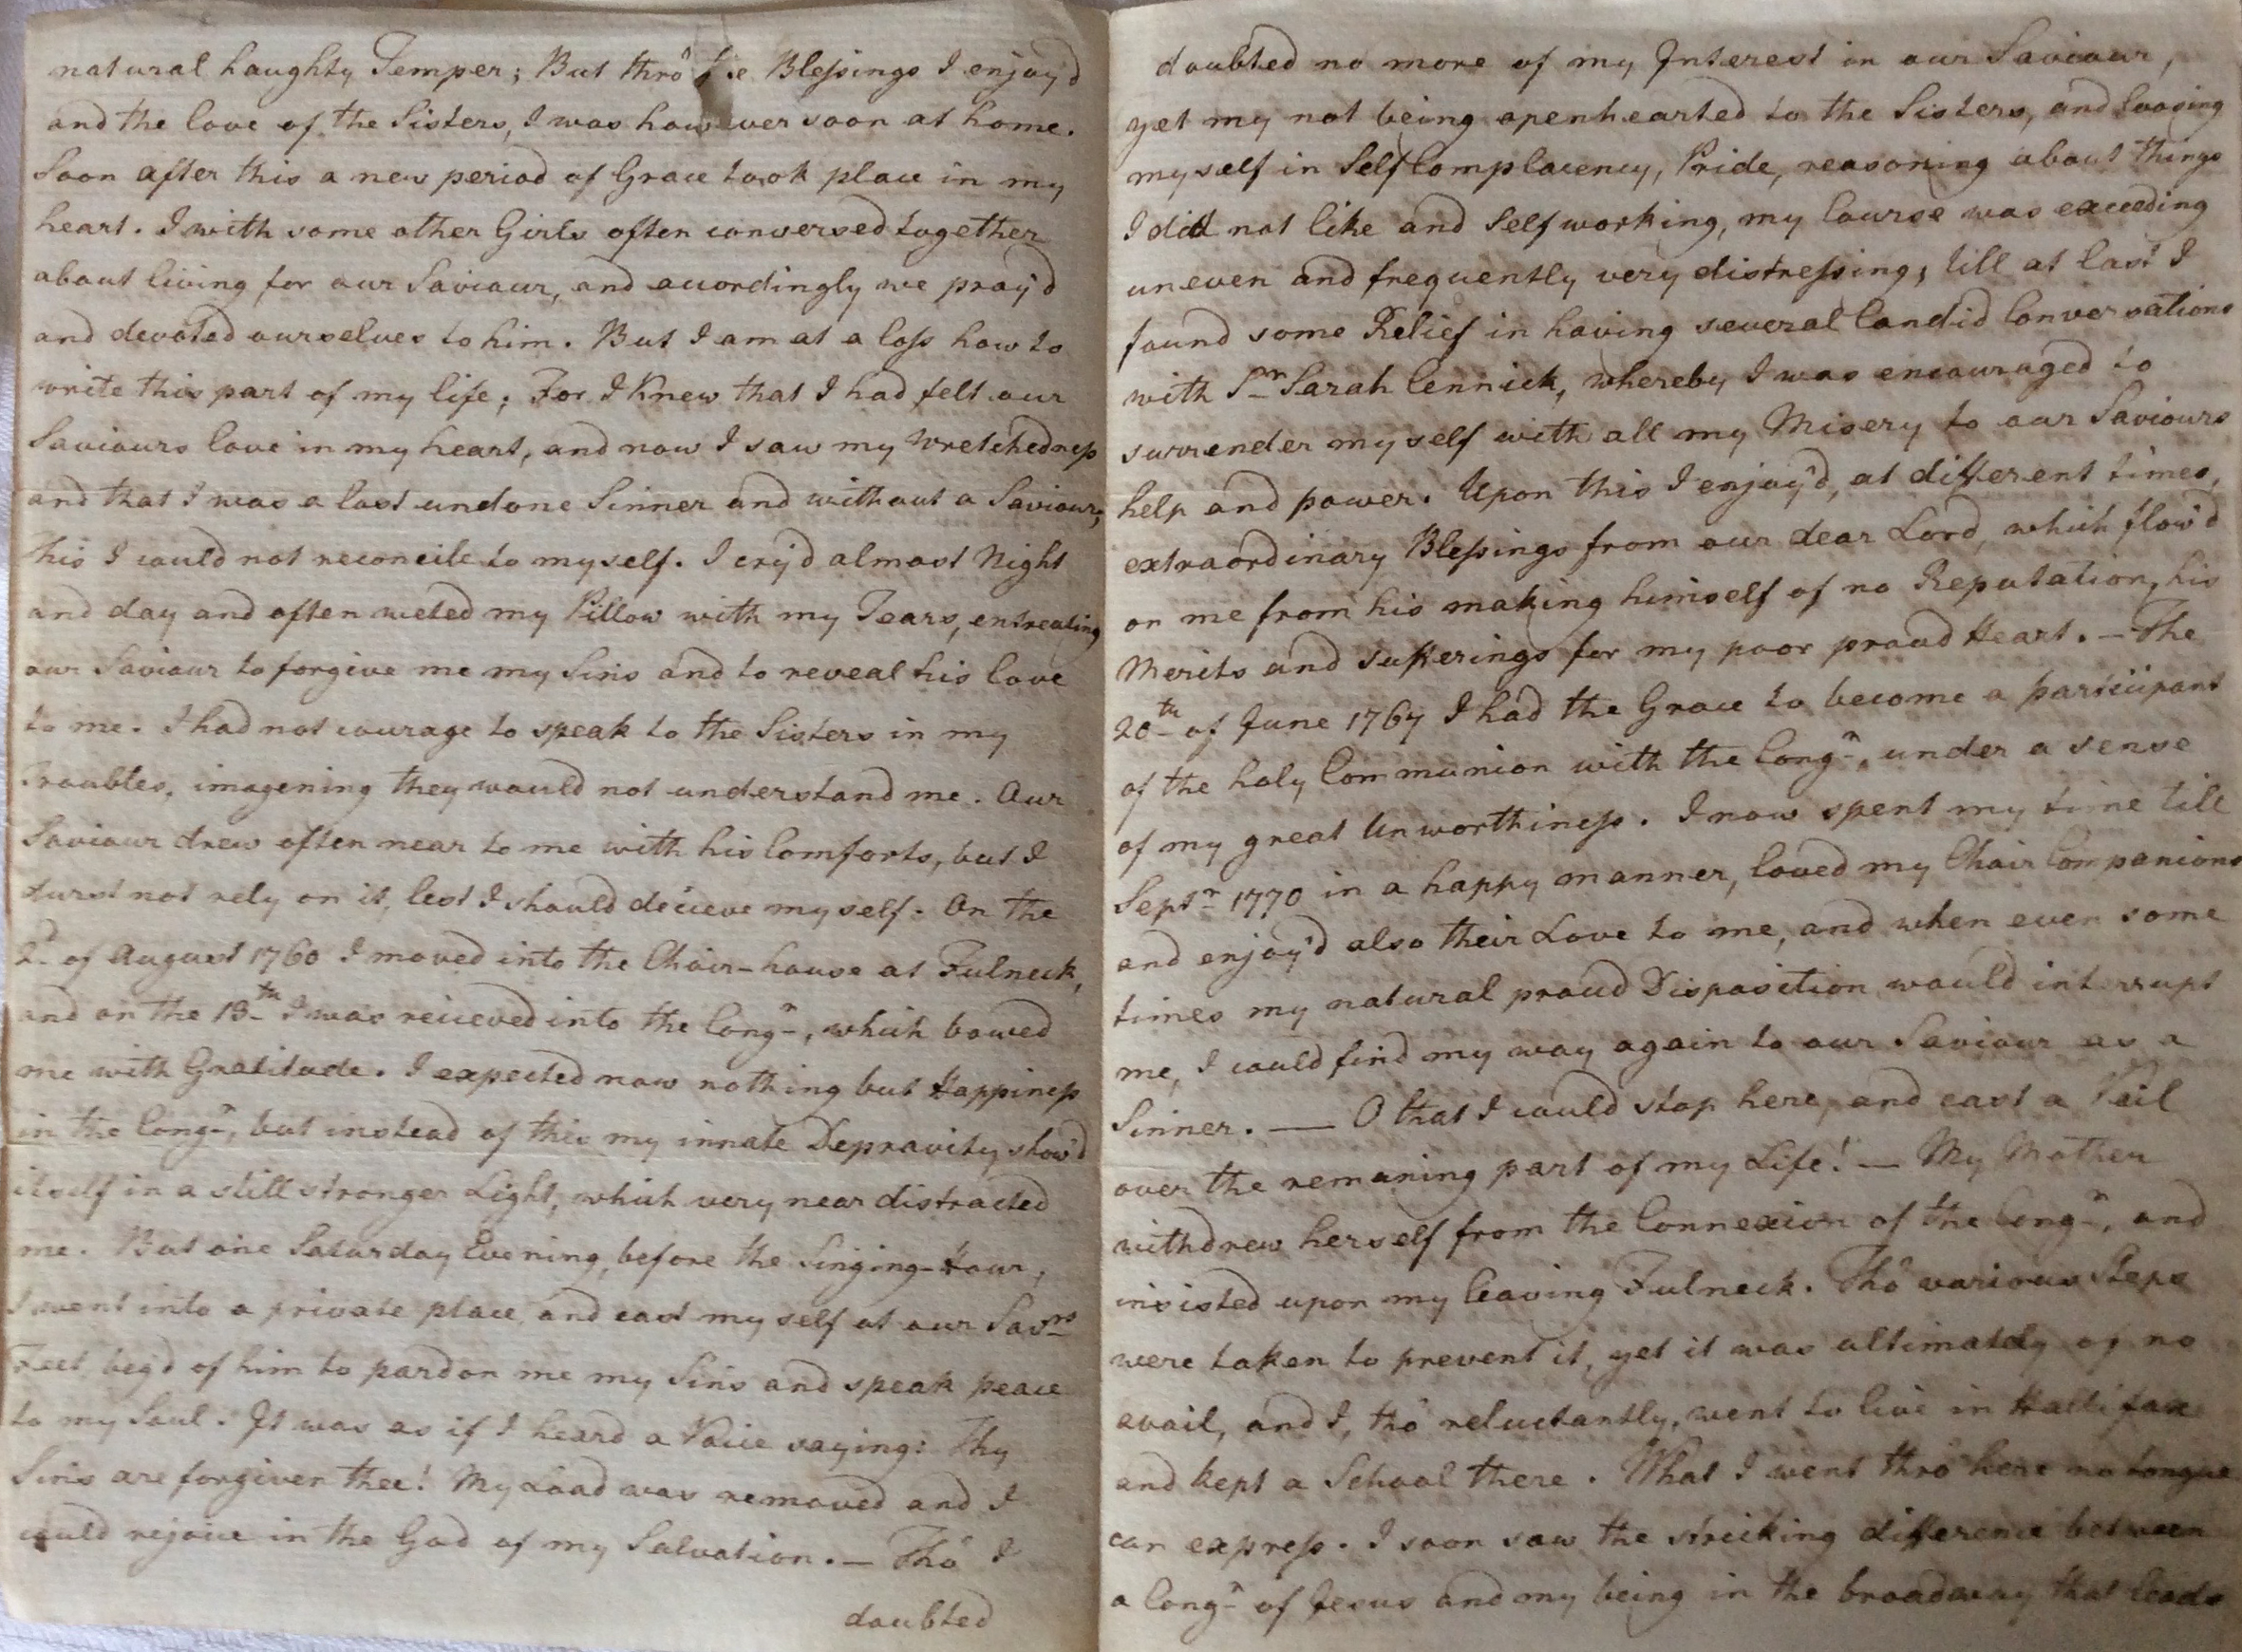 natural haughty Temper; But thrô the Blessings I enjoy'd
and the love of the Sisters, I was however soon at home.
Soon after this a new period of Grace took place in my
heart. I with some other Girls often conversed together
about living for our Saviour, and acordingly we pray'd
and devoted ourselves to him. But I am at a loss how to
write this part of my life; For I knew that I had felt our
Saviours love in my heart, and now I saw my Wretchedness
and that I was a lost undone Sinner and without a Saviour,
This I could not reconcile to myself. I cry'd almost Night
and day and often weted my Pillow with my Tears, entreating
our Saviour to forgive me my Sins and to reveal his love
to me. I had not courage to speak to the Sisters in my
Troubles, imagening they would not understand me. Our
Saviour drew often near to me with his Comforts, but I
durst not rely on it, lest I should decieve myself. On the
2d of August 1760 I moved into the Choir-house at Fulneck,
and on the 13th I was recieved into the Congn, which bowed
me with Gratitude. I expected now nothing but Happiness
in the Congn, but instead of this my innate Depravity show'd
itself in a still stronger Light, which very near distracted
me. But one Saturday Evening, before the Singing-Hour,
I went into a private place and cast myself at our Savrs
Feet beg'd of him to pardon me my Sins and speak peace
to my Soul. It was as if I heard a Voice saying: Thy
Sins are forgiven thee! My Load was removed and I
could rejoice in the God of my Salvation. — Thô I
doubted
doubted no more of my Interest in our Saviour,
yet my not being openhearted to the Sisters, and loosing
myself in Self Complacency, Pride, reasoning about things
I did not like and Selfworking, my Course was exceeding
uneven and frequently very distressing, till at last I
found some Relief in having several Candid Conversations
with Sr Sarah Cennick, whereby I was encouraged to
surrender myself with all my Misery to our Saviours
help and power. Upon this I enjoy'd, at different times,
extraordinary Blessings from our dear Lord, which flow'd
on me from his making himself of no Reputation, his
Merits and Sufferings for my poor proud Heart. — The
20th of June 1767 I had the Grace to become a participant
of the holy Communion with the Congn, under a sense
of my great Unworthiness. I now spent my time till
Septr 1770 in a happy manner, loved my Choir Companions
and enjoy'd also their Love to me, and when even some
times my natural proud Disposition would interrupt
me, I could find my way again to our Saviour as a
Sinner. — O that I could stop here, and cast a Vail
over the remaning part of my Life! — My Mother
withdrew herself from the Connexion of the Congn, and
insisted upon my leaving Fulneck. Thô various Steps
were taken to prevent it, yet it was ultimately of no
avail, and I, thô reluctantly, went to live in Hallifax
and kept a School there. What I went thrô here no tongue
can express. I soon saw the streiking difference between
a Congn of Jesus and my being in the broadway that leads